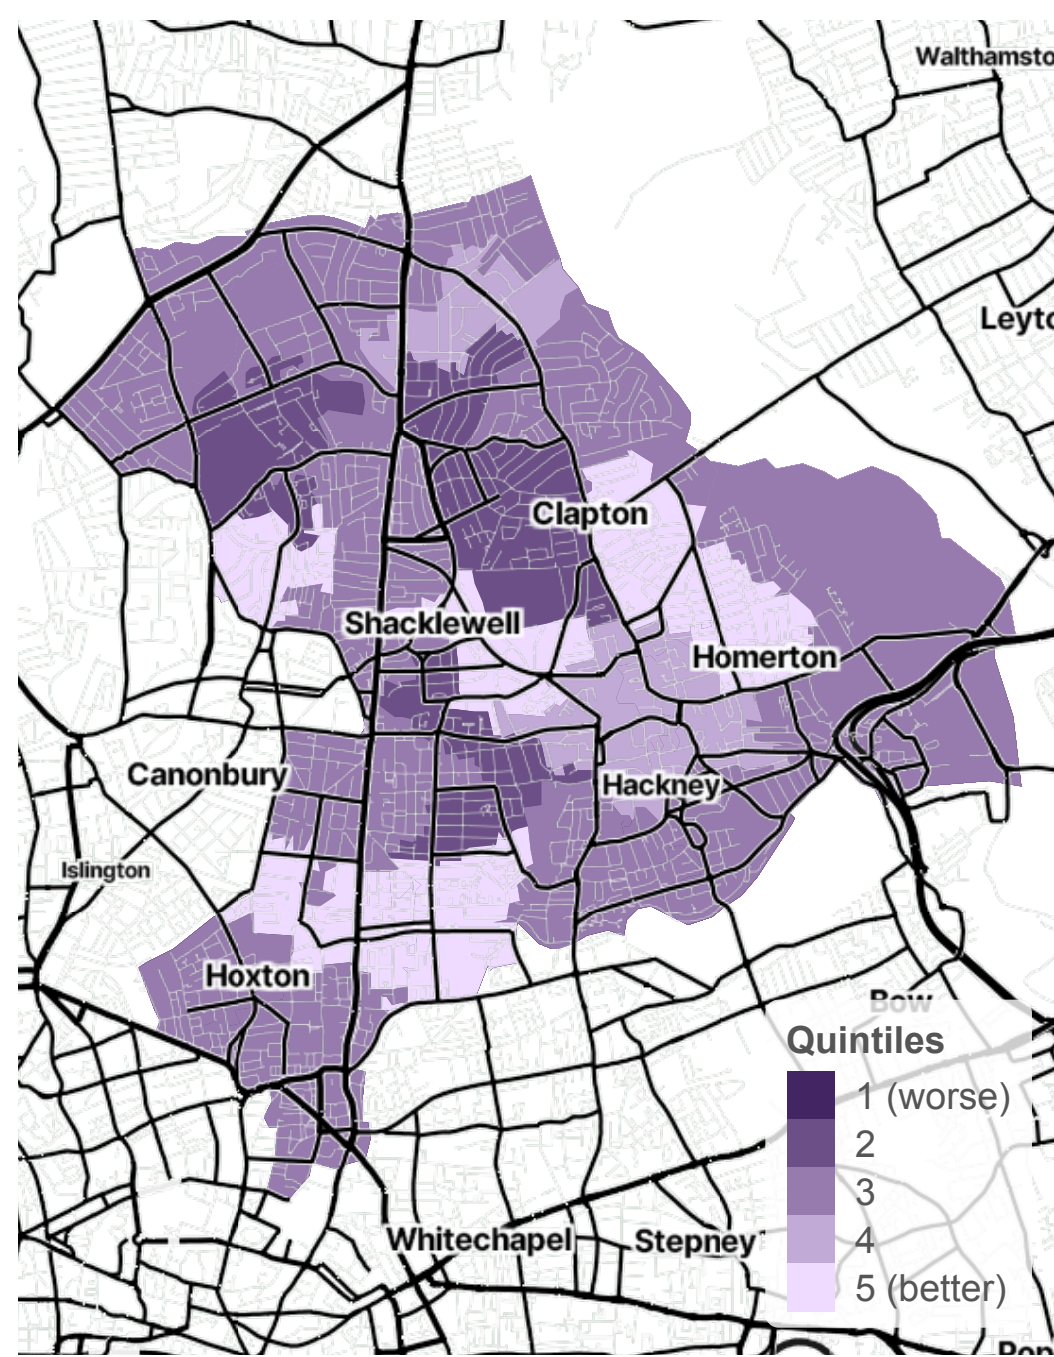 Walthamsto
Leyto
Clapton
Shacklewell
Homerton
Canonbury
Hackney
Islington
Hoxton
Bow
Quintiles
1 (worse)
2
3
4
5 (better)
Whitechapel
Stepney
Pop